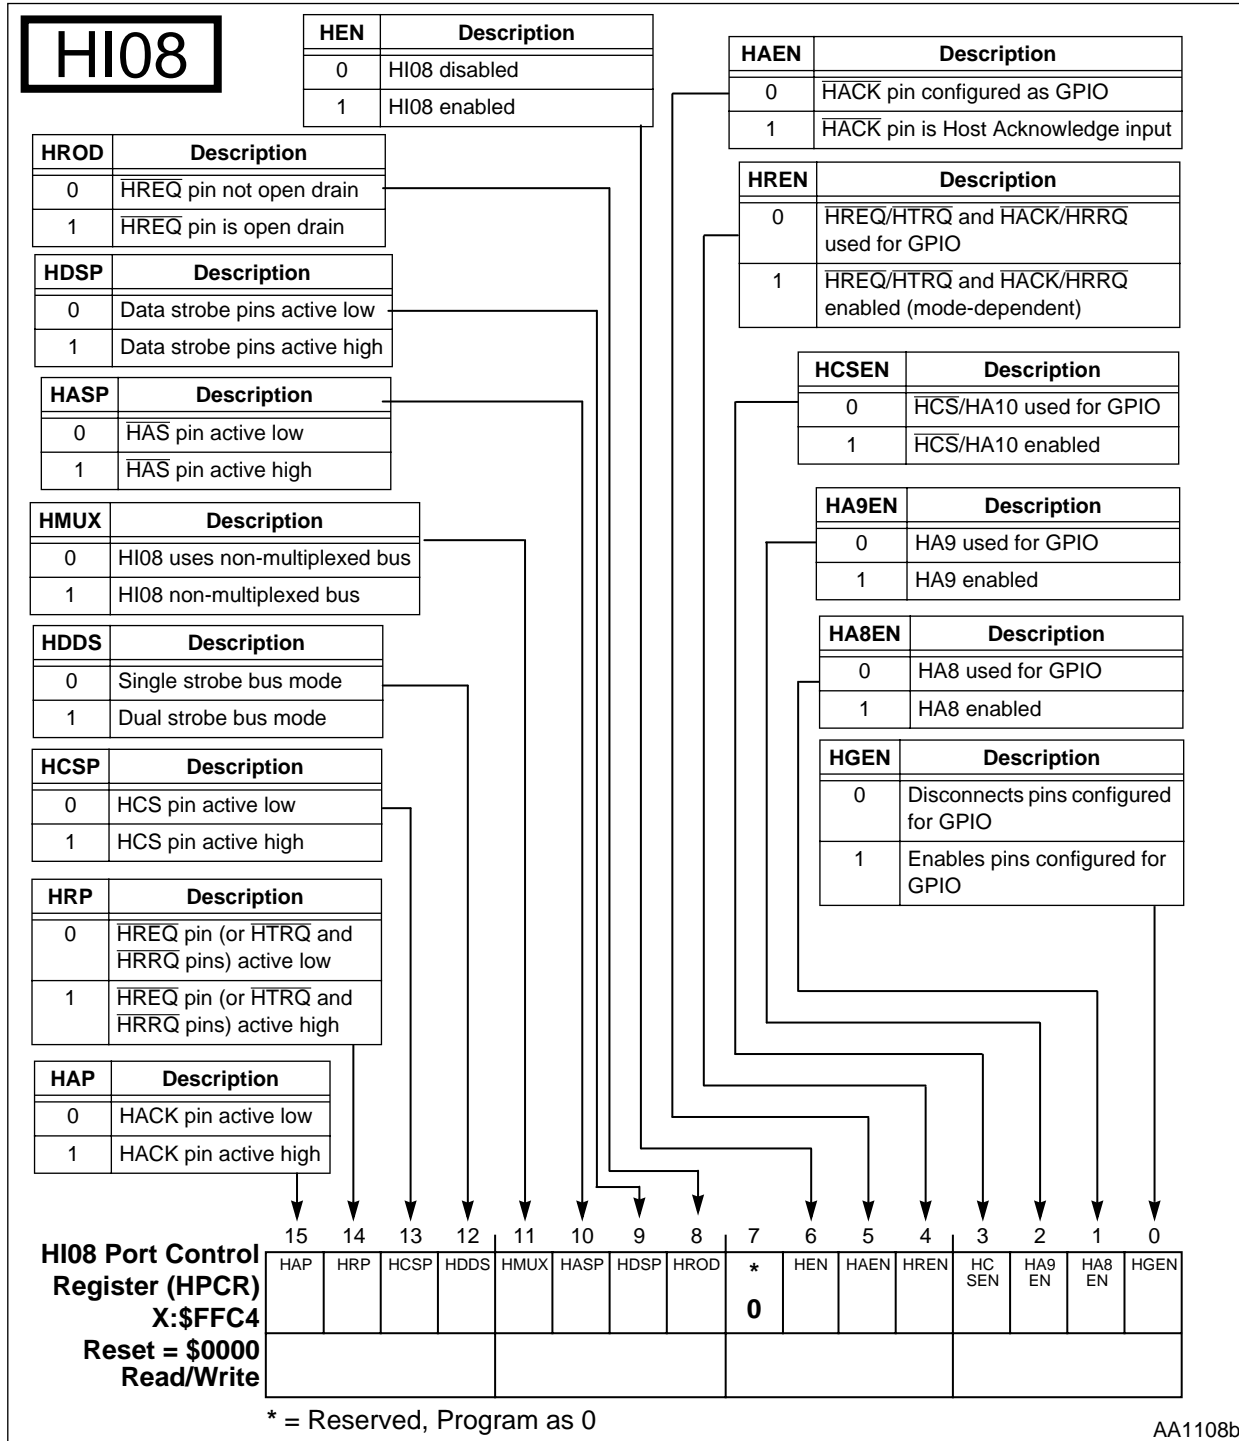 HI08
HEN Description
0 HI08 disabled
1 HI08 enabled
HAEN Description
0 HACK pin configured as GPIO
1 HACK pin is Host Acknowledge input
HROD Description
0 HREQ pin not open drain
1 HREQ pin is open drain
HREN Description
0 HREQ/HTRQ and HACK/HRRQ
used for GPIO
1 HREQ/HTRQ and HACK/HRRQ
enabled (mode-dependent)
HDSP Description
0 Data strobe pins active low
1 Data strobe pins active high
HCSEN Description
0 HCS/HA10 used for GPIO
1 HCS/HA10 enabled
HASP Description
0 HAS pin active low
1 HAS pin active high
HA9EN Description
0 HA9 used for GPIO
1 HA9 enabled
HMUX Description
0 HI08 uses non-multiplexed bus
1 HI08 non-multiplexed bus
HA8EN Description
0 HA8 used for GPIO
1 HA8 enabled
HDDS Description
0 Single strobe bus mode
1 Dual strobe bus mode
HGEN Description
0 Disconnects pins configured
for GPIO
1 Enables pins configured for
GPIO
HCSP Description
0 HCS pin active low
1 HCS pin active high
HRP Description
0 HREQ pin (or HTRQ and
HRRQ pins) active low
1 HREQ pin (or HTRQ and
HRRQ pins) active high
HAP Description
0 HACK pin active low
1 HACK pin active high
15 14 13 12 11 10 9 8 7 6 5 4 3 2 1 0
HI08 Port Control
Register (HPCR)
X:$FFC4
Reset = $0000
Read/Write
HAP HRP HCSP HDDS HMUX HASP HDSP HROD * HEN HAEN HREN HC HA9 HA8 HGEN
SEN EN EN
0
* = Reserved, Program as 0
AA1108b